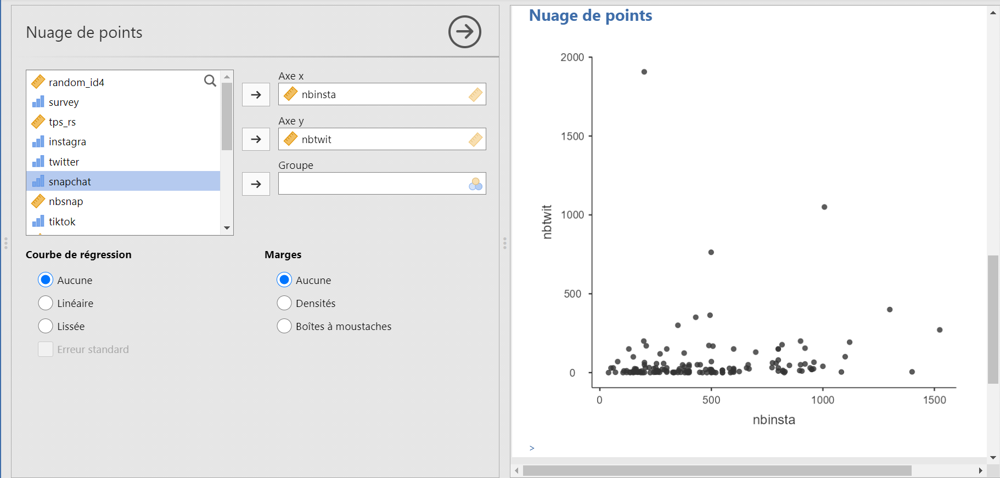 Nuage de points
random_id4
survey
tps_rs
instagra
twitter
snapchat
nbsnap
tiktok
Axe x
nbinsta
Axe y
nbtwit
Groupe
Courbe de régression
Aucune
Linéaire
Lissée
Erreur standard
Marges
Aucune
Densités
Boîtes à moustaches
Nuage de points
2000
1500
1000
500
0
nbtwit
0 500 1000 1500
nbinsta
>